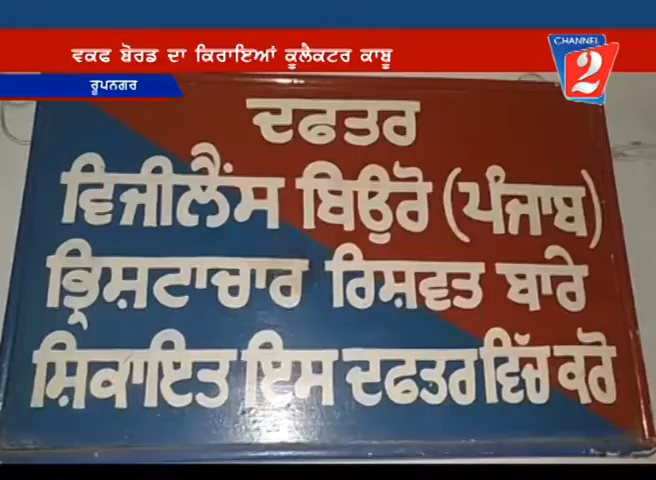 CHANNEL
2
ਵਕਫ ਬੋਰਡ ਦਾ ਕਿਰਾਇਆਂ ਕੂਲੈਕਟਰ ਕਾਬੂ
ਰੂਪਨਗਰ
ਦਫਤਰ
ਵਿਜੀਲੈਂਸ ਬਿਊਰੋ (ਪੰਜਾਬ)
ਭ੍ਰਿਸ਼ਟਾਚਾਰ ਰਿਸ਼ਵਤ ਬਾਰੇ
ਸ਼ਿਕਾਇਤ ਇਸ ਦਫਤਰ ਵਿੱਚ ਕਰੋ